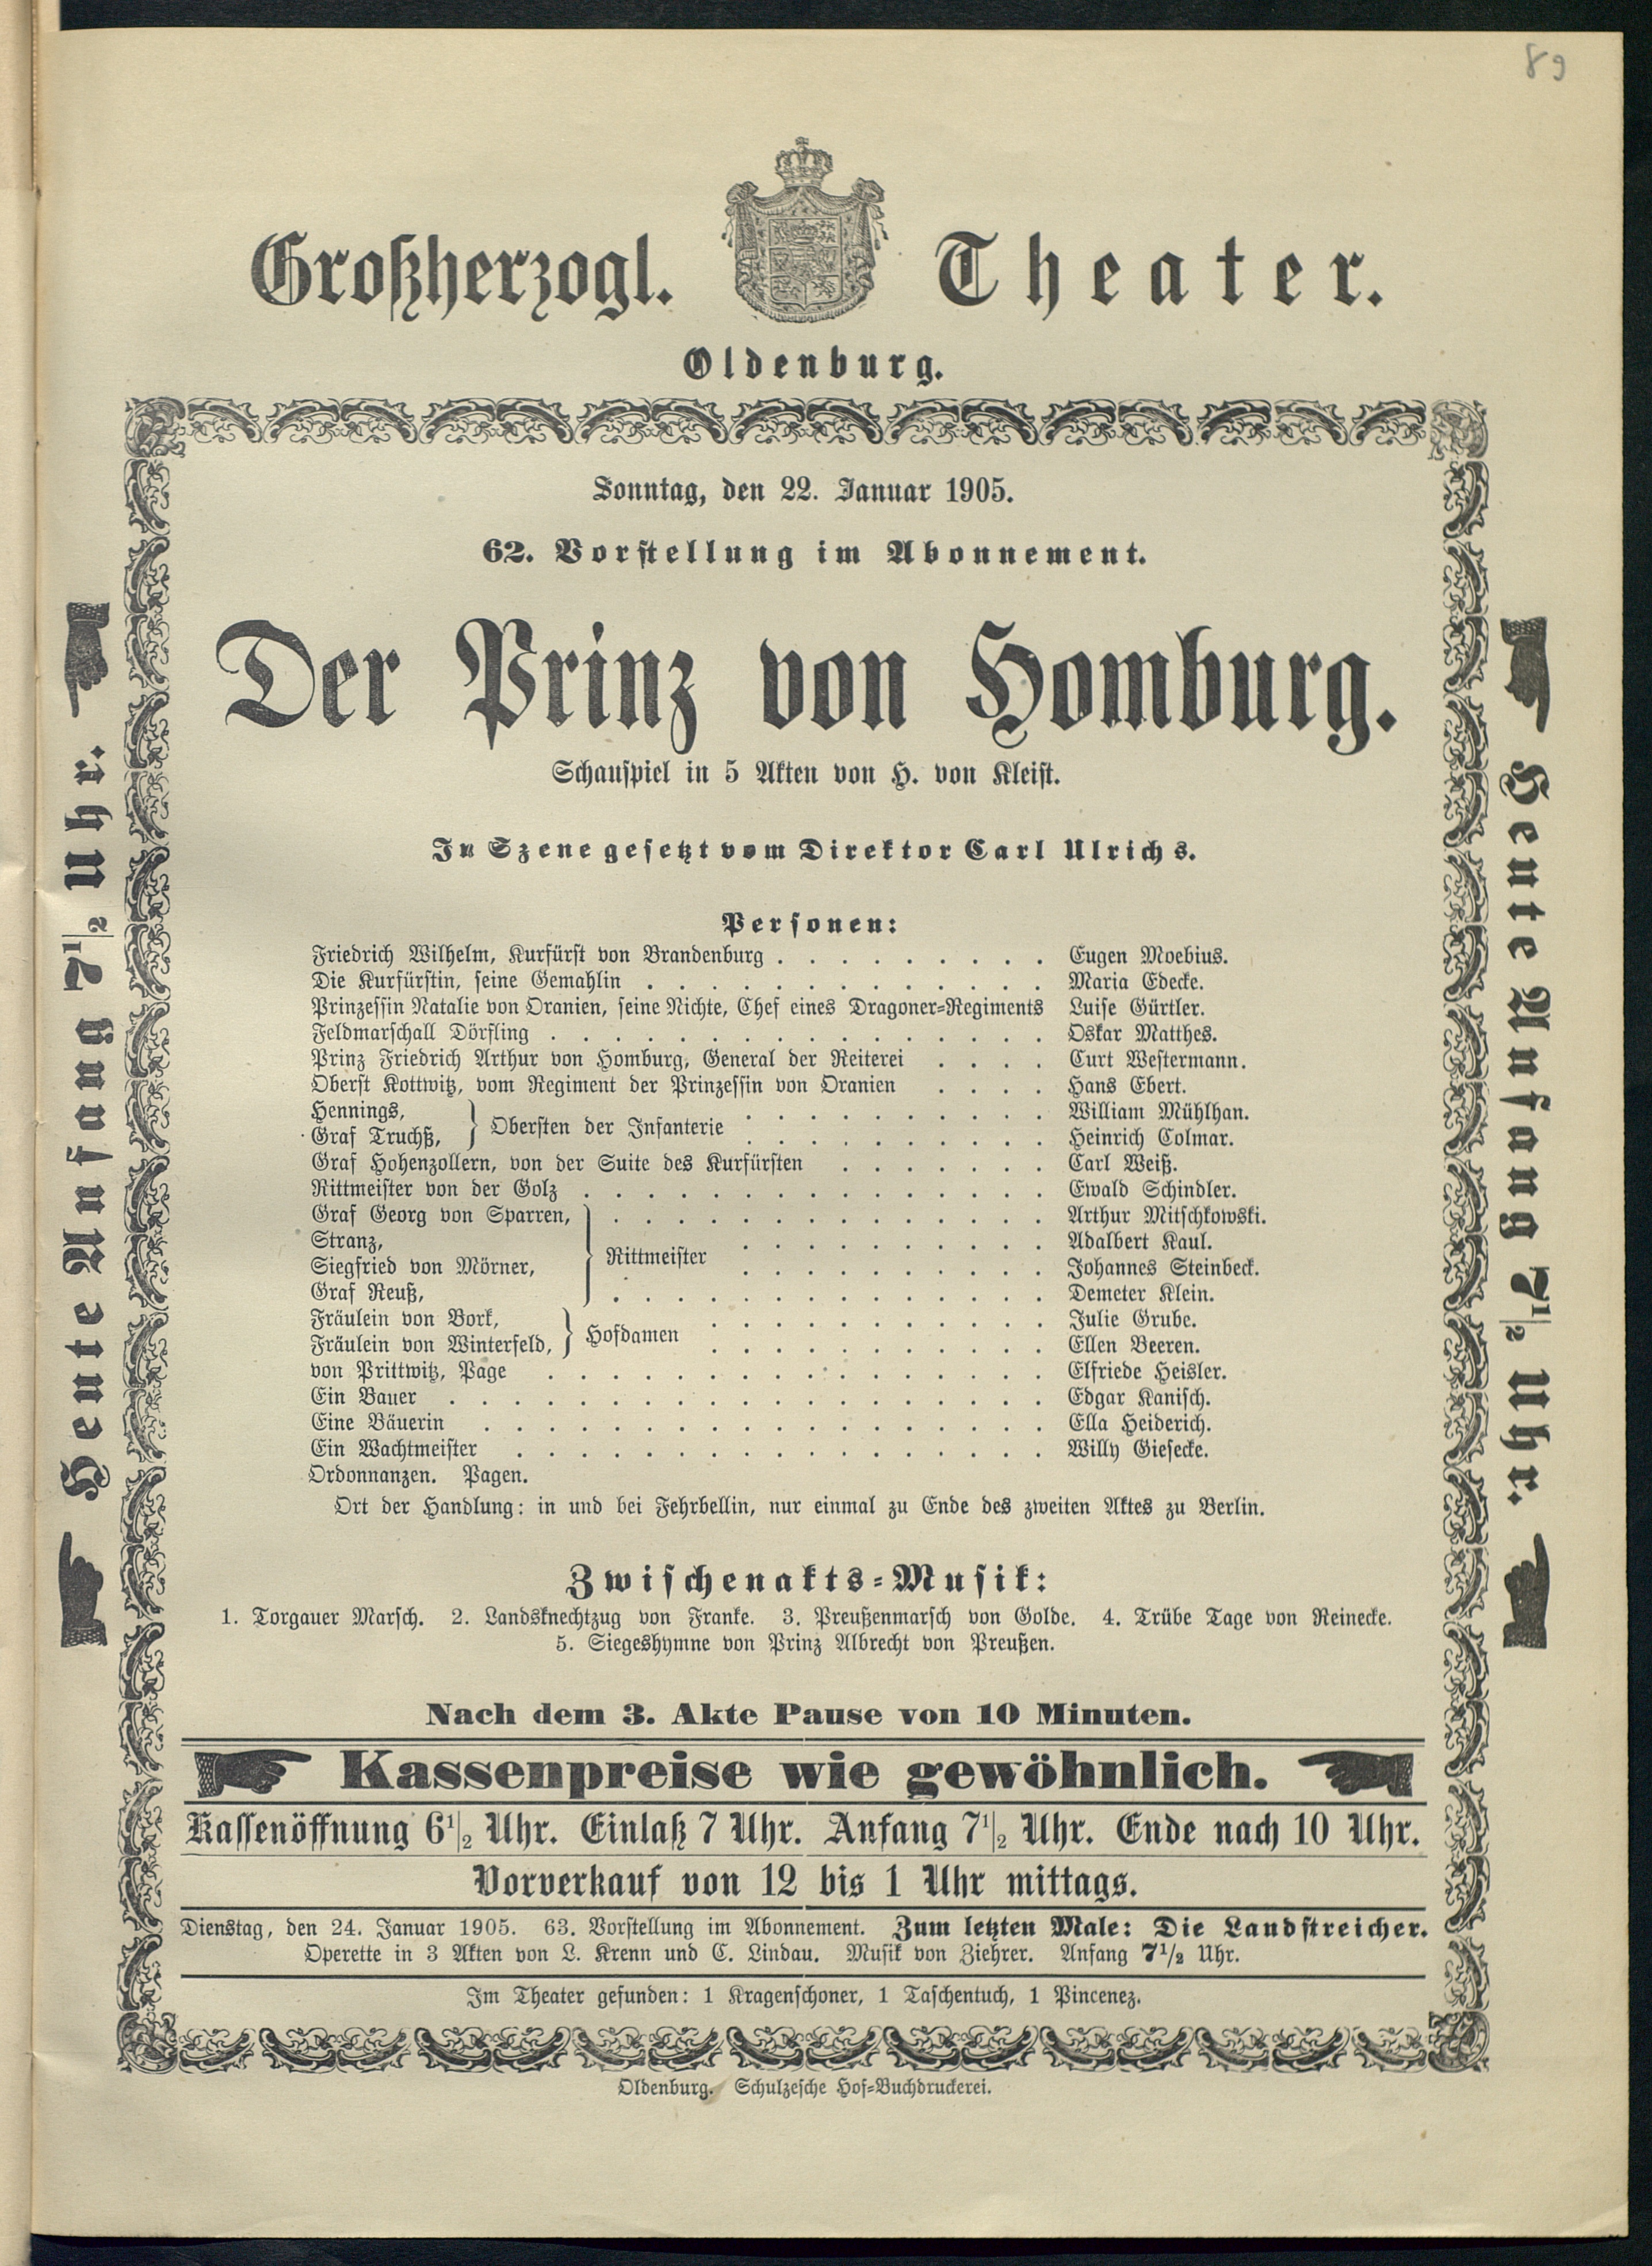 89
Großherzogl. Theater.
Oldenburg.
Sonntag, den 22. Januar 1905.
62. Vorstellung im Abonnement.
Der Prinz von Homburg.
Schauspiel in 5 Akten von H. von Kleist.
In Szene gesetzt vom Direktor Carl Ulrichs.
Personen:
Friedrich Wilhelm, Kurfürst von Brandenburg . . . . . . . . . Eugen Moebius.
Die Kurfürstin, seine Gemahlin . . . . . . . . . . . . . Maria Edecke.
Prinzessin Natalie von Oranien, seine Nichte, Chef eines Dragoner-Regiments Luise Gürtler.
Feldmarschall Dörfling . . . . . . . . . . . . . . . . Oskar Matthes.
Prinz Friedrich Arthur von Homburg, General der Reiterei . . . . Curt Westermann.
Oberst Kottwitz, vom Regiment der Prinzessin von Oranien . . . . Hans Ebert.
Hennings, } Obersten der Infanterie . . . . . . . . . . William Mühlhan.
Graf Truchß, . . . . . . . . . . Heinrich Colmar.
Graf Hohenzollern, von der Suite des Kurfürsten . . . . . . . Carl Weiß.
Rittmeister von der Golz . . . . . . . . . . . . . . . Ewald Schindler.
Graf Georg von Sparren, . . . . . . . . . . . . . . Arthur Mitschkowski.
Stranz, } Rittmeister . . . . . . . . . . Adalbert Kaul.
Siegfried von Mörner, . . . . . . . . . . Johannes Steinbeck.
Graf Reuß, . . . . . . . . . . . . . . Demeter Klein.
Fräulein von Bork, } Hofdamen . . . . . . . . . . . Julie Grube.
Fräulein von Winterfeld, . . . . . . . . . . . Ellen Beeren.
von Prittwitz, Page . . . . . . . . . . . . . . . . Elfriede Heisler.
Ein Bauer . . . . . . . . . . . . . . . . . . . Edgar Kanisch.
Eine Bäuerin . . . . . . . . . . . . . . . . . . Ella Heiderich.
Ein Wachtmeister . . . . . . . . . . . . . . . . . Willy Giesecke.
Ordonnanzen. Pagen.
Ort der Handlung: in und bei Fehrbellin, nur einmal zu Ende des zweiten Aktes zu Berlin.
Zwischenakts-Musik:
1. Torgauer Marsch. 2. Landsknechtzug von Franke. 3. Preußenmarsch von Golde. 4. Trübe Tage von Reinecke.
5. Siegeshymne von Prinz Albrecht von Preußen.
Nach dem 3. Akte Pause von 10 Minuten.
Kassenpreise wie gewöhnlich.
Kassenöffnung 6 1/2 Uhr. Einlaß 7 Uhr. Anfang 7 1/2 Uhr. Ende nach 10 Uhr.
Vorverkauf von 12 bis 1 Uhr mittags.
Dienstag, den 24. Januar 1905. 63. Vorstellung im Abonnement. Zum letzten Male: Die Landstreicher.
Operette in 3 Akten von L. Krenn und C. Lindau. Musik von Ziehrer. Anfang 7 1/2 Uhr.
Im Theater gefunden: 1 Kragenschoner, 1 Taschentuch, 1 Pincenez.
Oldenburg. Schulzesche Hof-Buchdruckerei.
Heute Anfang 7 1/2 Uhr.
Heute Anfang 7 1/2 Uhr.